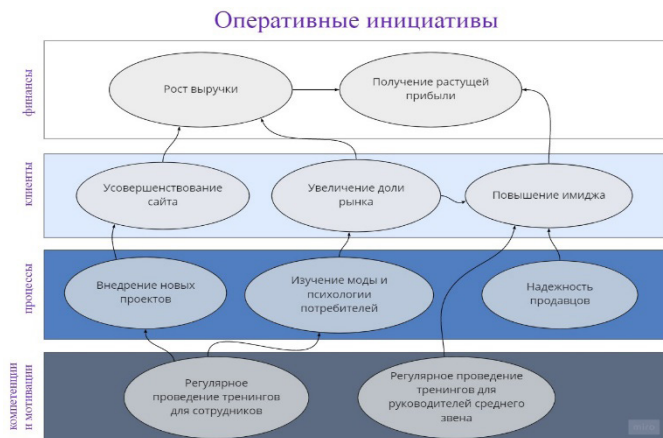 Оперативные инициативы
финансы
Рост выручки
Получение растущей
прибыли
клиенты
Усовершенствование
сайта
Увеличение доли
рынка
Повышение имиджа
процессы
Внедрение новых
проектов
Изучение моды и
психологии
потребителей
Надежность
продавцов
компетенции
и мотивации
Регулярное
проведение тренингов
для сотрудников
Регулярное проведение
тренингов для
руководителей среднего
звена
miro